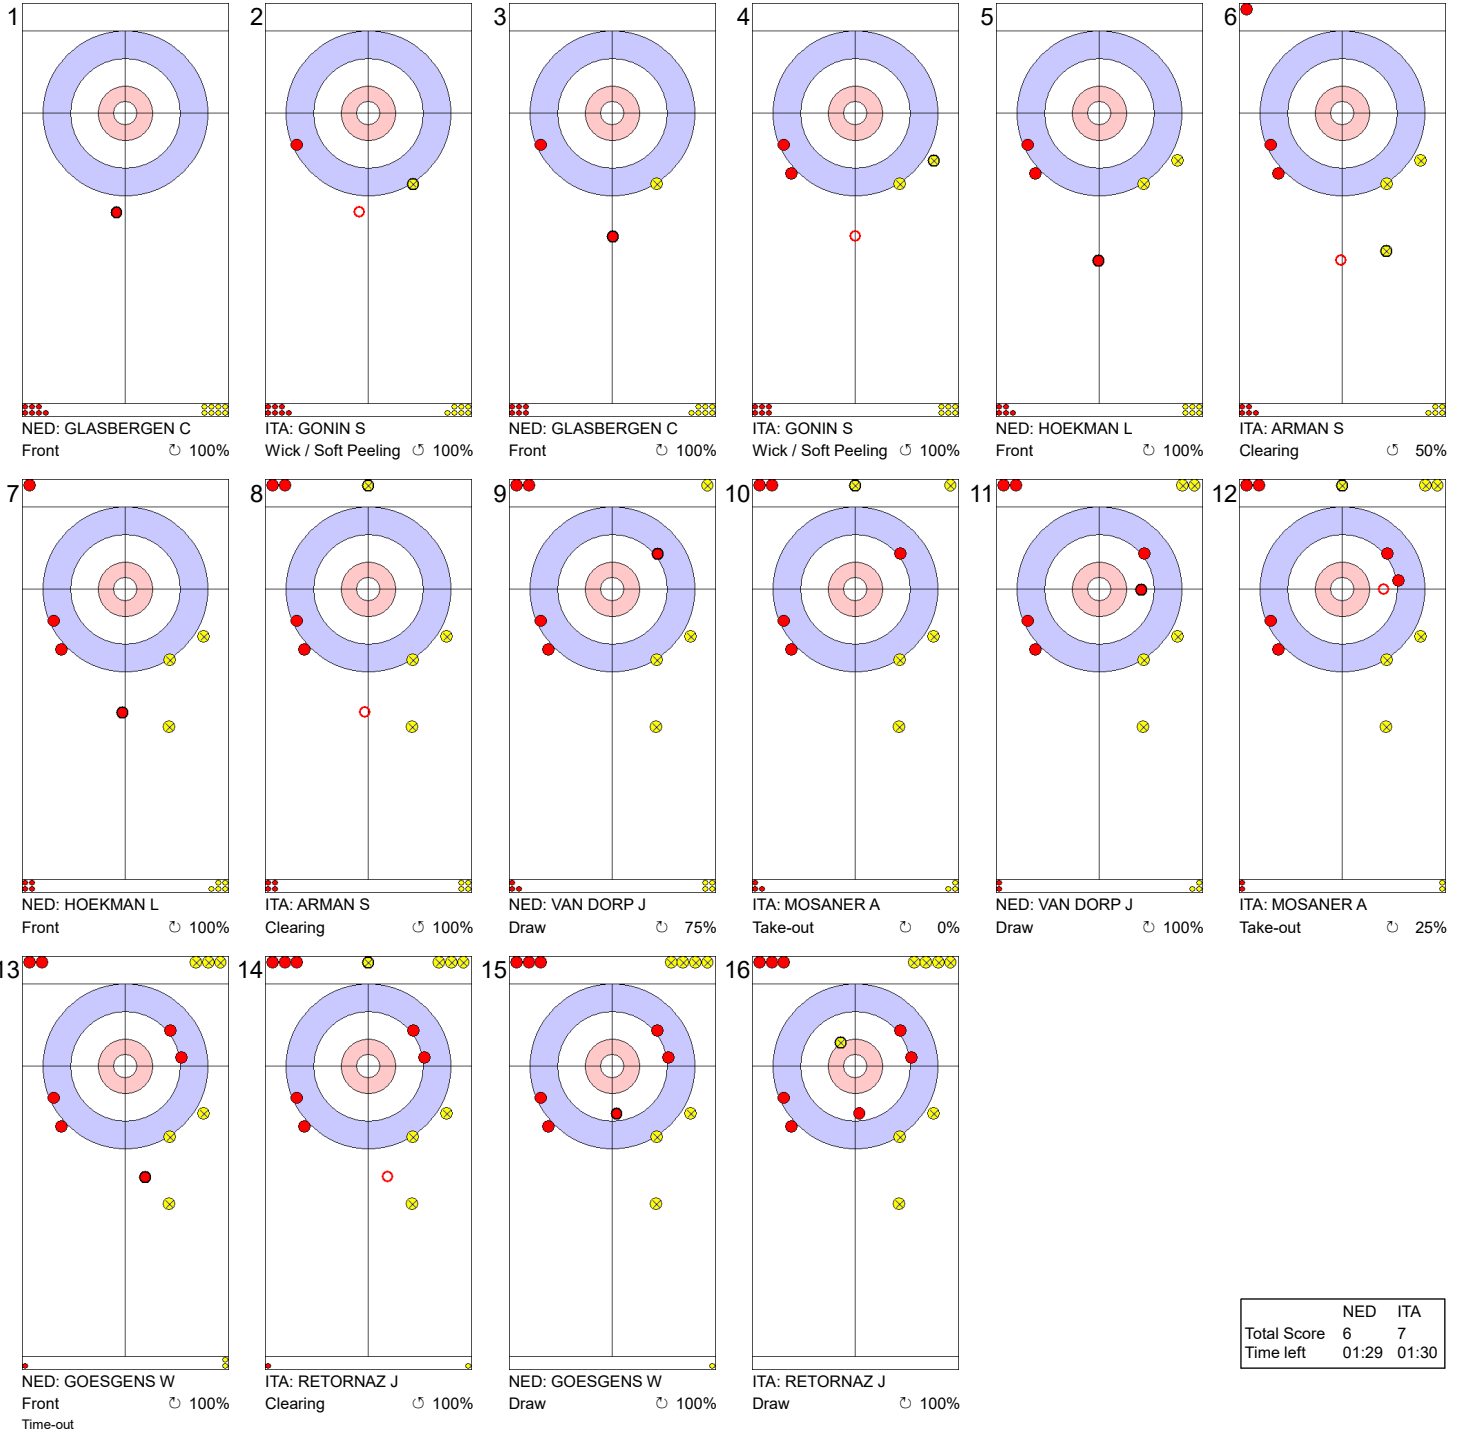 1
2
3
4
5
6
NED: GLASBERGEN C
Front ↻ 100%
ITA: GONIN S
Wick / Soft Peeling ↺ 100%
NED: GLASBERGEN C
Front ↻ 100%
ITA: GONIN S
Wick / Soft Peeling ↺ 100%
NED: HOEKMAN L
Front ↻ 100%
ITA: ARMAN S
Clearing ↺ 50%
7
8
9
10
11
12
NED: HOEKMAN L
Front ↻ 100%
ITA: ARMAN S
Clearing ↺ 100%
NED: VAN DORP J
Draw ↻ 75%
ITA: MOSANER A
Take-out ↻ 0%
NED: VAN DORP J
Draw ↻ 100%
ITA: MOSANER A
Take-out ↻ 25%
13
14
15
16
NED: GOESGENS W
Front ↻ 100%
Time-out
ITA: RETORNAZ J
Clearing ↺ 100%
NED: GOESGENS W
Draw ↻ 100%
ITA: RETORNAZ J
Draw ↻ 100%
NED ITA
Total Score 6 7
Time left 01:29 01:30